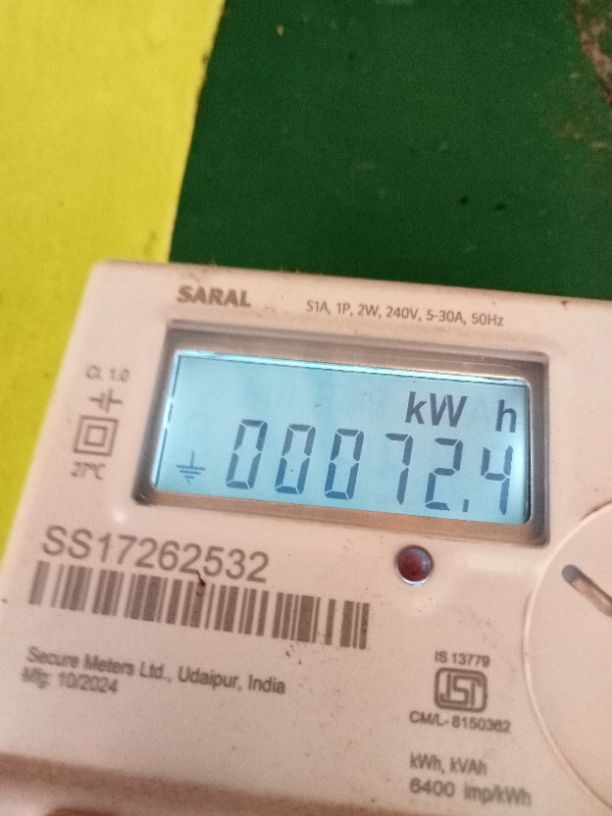 SARAL
S1A, 1P, 2W, 240V, 5-30A, 50Hz
Cl. 1.0
27°C
kW h
00072.4
SS17262532
Secure Meters Ltd., Udaipur, India
Mfg: 10/2024
IS 13779
ISI
CM/L- 8150362
kWh, kVAh
6400 imp/kWh